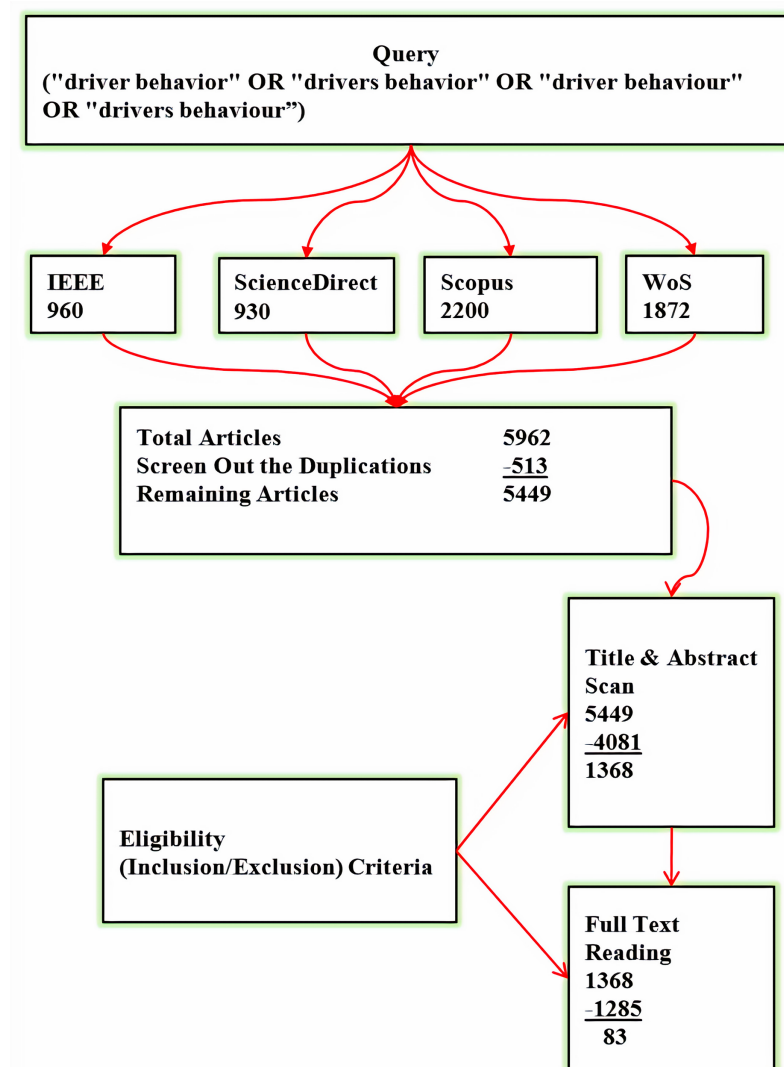 Query
("driver behavior" OR "drivers behavior" OR "driver behaviour"
OR "drivers behaviour”)
IEEE
960
ScienceDirect
930
Scopus
2200
WoS
1872
Total Articles 5962
Screen Out the Duplications -513
Remaining Articles 5449
Title & Abstract
Scan
5449
-4081
1368
Eligibility
(Inclusion/Exclusion) Criteria
Full Text
Reading
1368
-1285
83